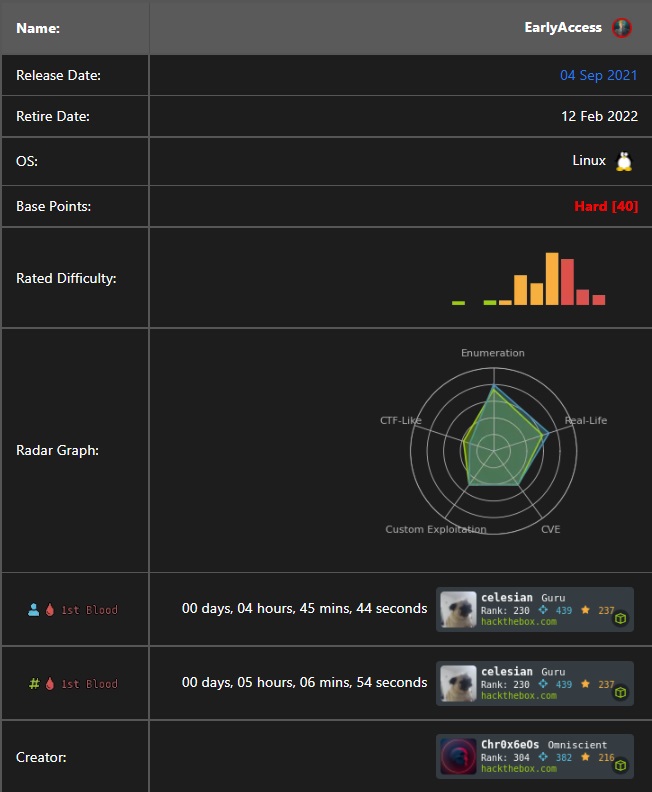 Name: EarlyAccess
Release Date: 04 Sep 2021
Retire Date: 12 Feb 2022
OS: Linux
Base Points: Hard [40]
Rated Difficulty:
Radar Graph:
Enumeration
CTF-Like Real-Life
Custom Exploitation CVE
1st Blood 00 days, 04 hours, 45 mins, 44 seconds
celesian Guru
Rank: 230 439 237
hackthebox.com
# 1st Blood 00 days, 05 hours, 06 mins, 54 seconds
celesian Guru
Rank: 230 439 237
hackthebox.com
Creator:
Chr0x6eOs Omniscient
Rank: 304 382 216
hackthebox.com